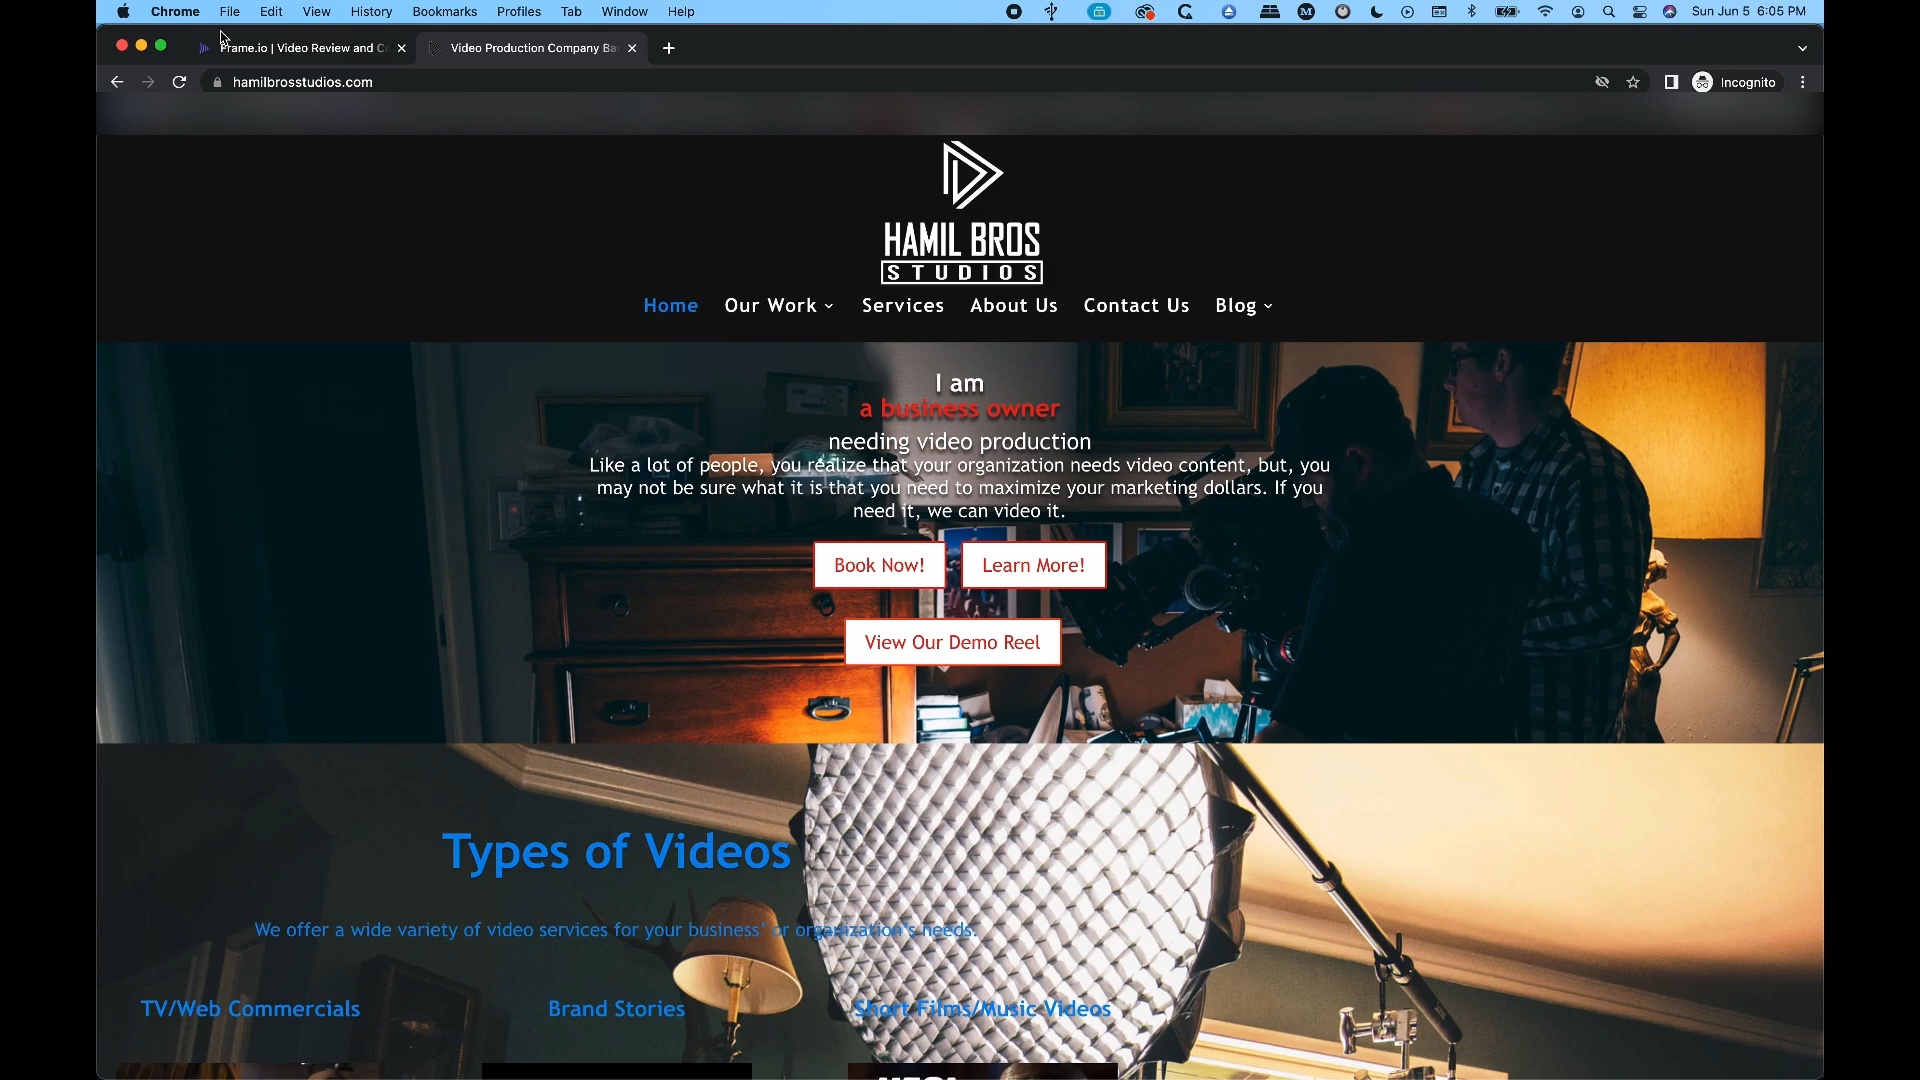 Chrome File Edit View History Bookmarks Profiles Tab Window Help Sun Jun 5 6:05 PM
Frame.io | Video Review and Co Video Production Company Bas
hamilbrosstudios.com Incognito
HAMIL BROS
STUDIOS
Home Our Work Services About Us Contact Us Blog
I am
a business owner
needing video production
Like a lot of people, you realize that your organization needs video content, but, you
may not be sure what it is that you need to maximize your marketing dollars. If you
need it, we can video it.
Book Now! Learn More!
View Our Demo Reel
Types of Videos
We offer a wide variety of video services for your business' or organization's needs.
TV/Web Commercials Brand Stories Short Films/Music Videos